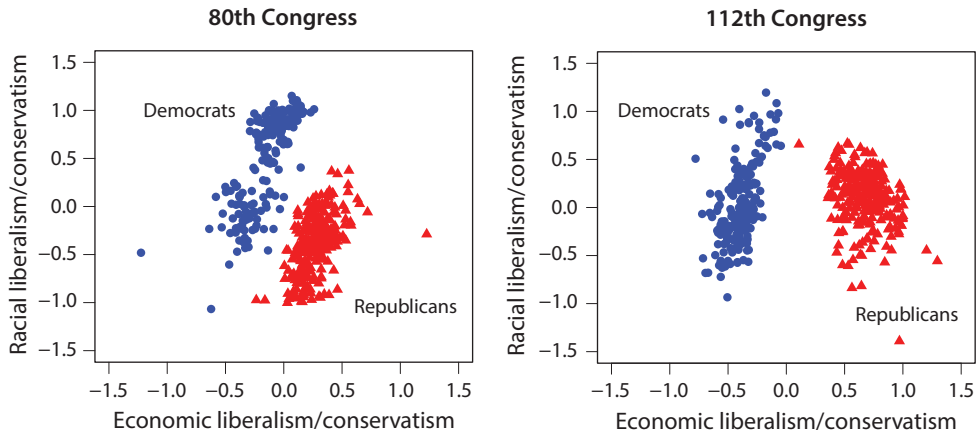 80th Congress
Racial liberalism/conservatism
1.5
1.0
0.5
0.0
−0.5
−1.0
−1.5
Democrats
Republicans
−1.5 −1.0 −0.5 0.0 0.5 1.0 1.5
Economic liberalism/conservatism
112th Congress
Racial liberalism/conservatism
1.5
1.0
0.5
0.0
−0.5
−1.0
−1.5
Democrats
Republicans
−1.5 −1.0 −0.5 0.0 0.5 1.0 1.5
Economic liberalism/conservatism